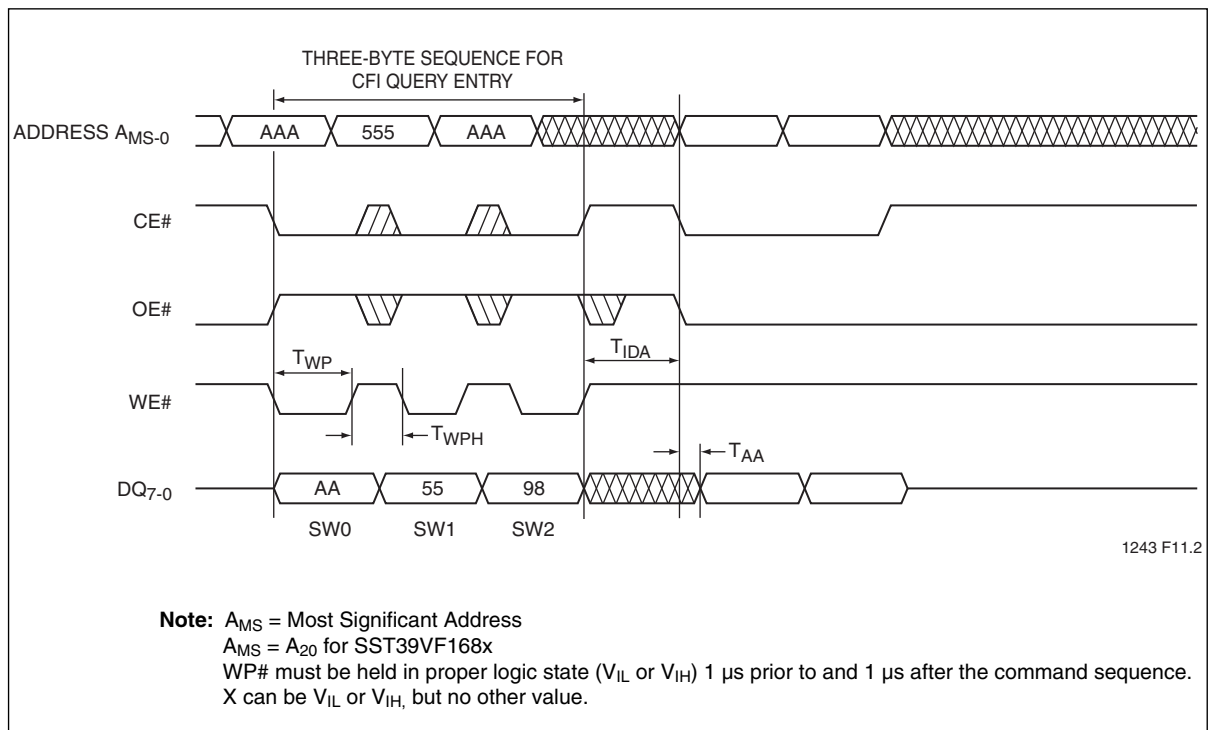 THREE-BYTE SEQUENCE FOR
CFI QUERY ENTRY
ADDRESS AMS-0
AAA 555 AAA
CE#
OE#
TIDA
TWP
WE#
TWPH
TAA
DQ7-0
AA 55 98
SW0 SW1 SW2
1243 F11.2
Note: AMS = Most Significant Address
AMS = A20 for SST39VF168x
WP# must be held in proper logic state (VIL or VIH) 1 µs prior to and 1 µs after the command sequence.
X can be VIL or VIH, but no other value.